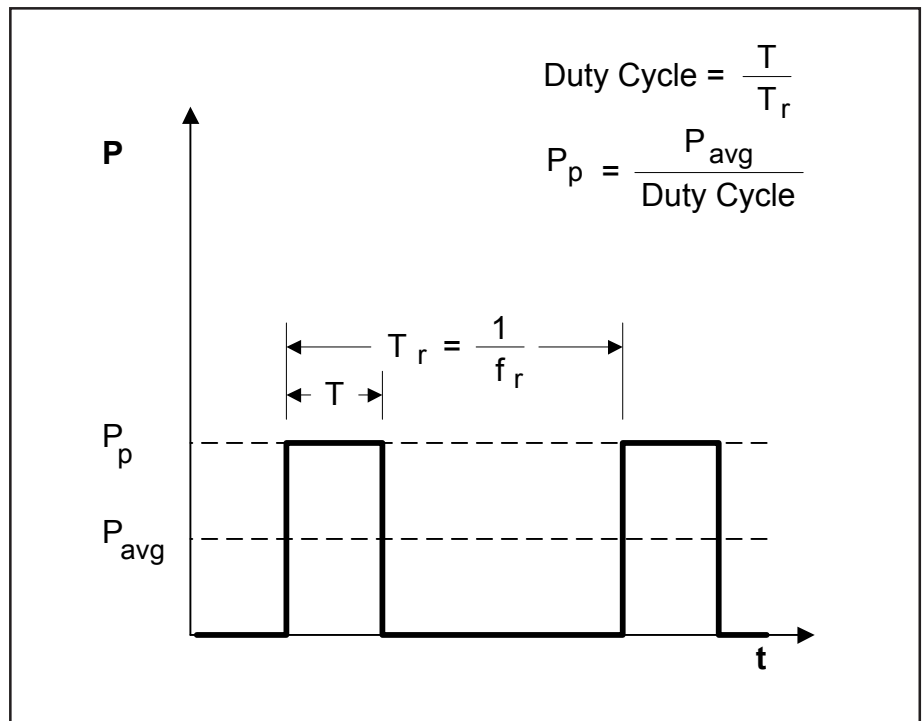 Duty Cycle = T / T r
P p = P avg / Duty Cycle
P
T r = 1 / f r
T
P p
P avg
t